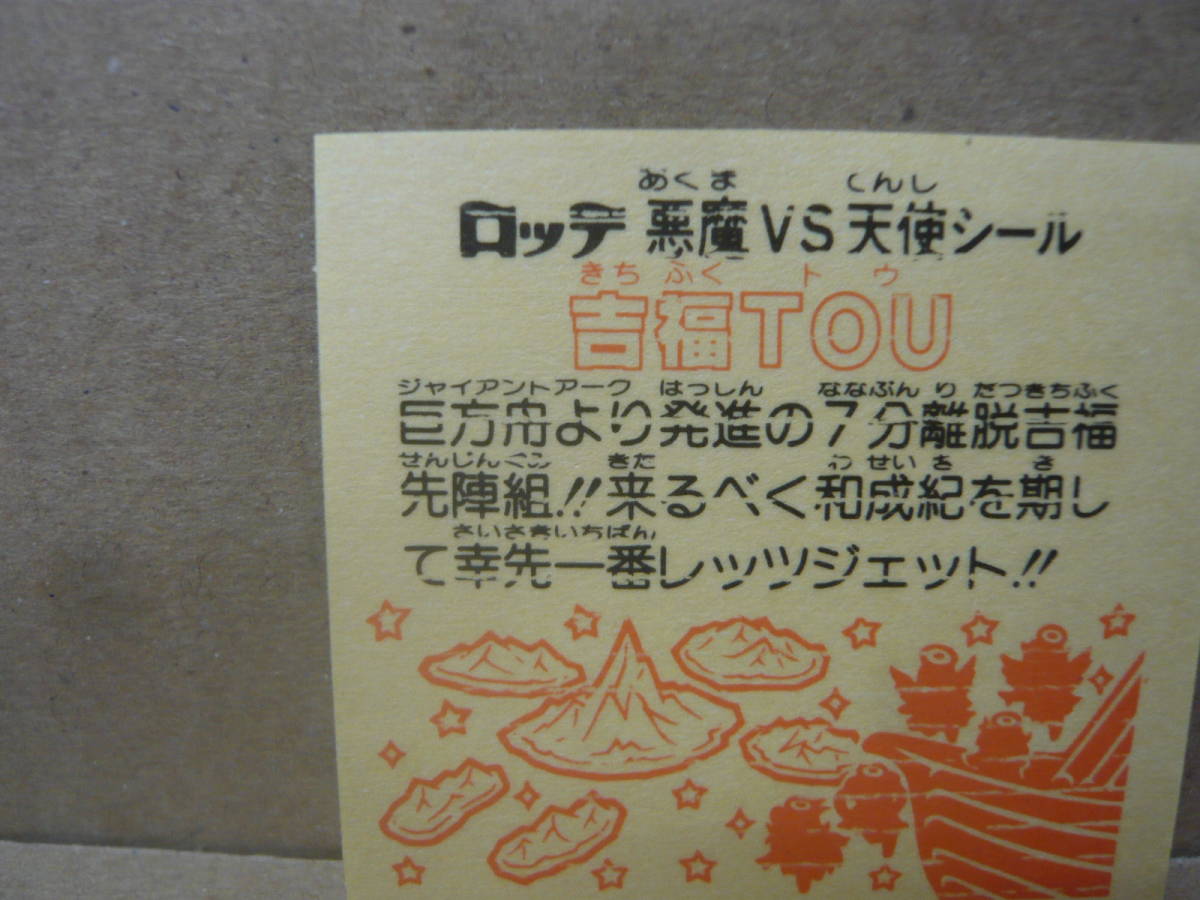 あくま てんし
ロッテ 悪魔VS天使シール
きちふくトウ
吉福TOU
ジャイアントアーク はっしん ななぶん り だつきちふく
巨方舟より発進の7分離脱吉福
せんじんぐみ きた わ せい き き
先陣組!!来るべく和成紀を期し
さいさきいちばん
て幸先一番レッツジェット!!